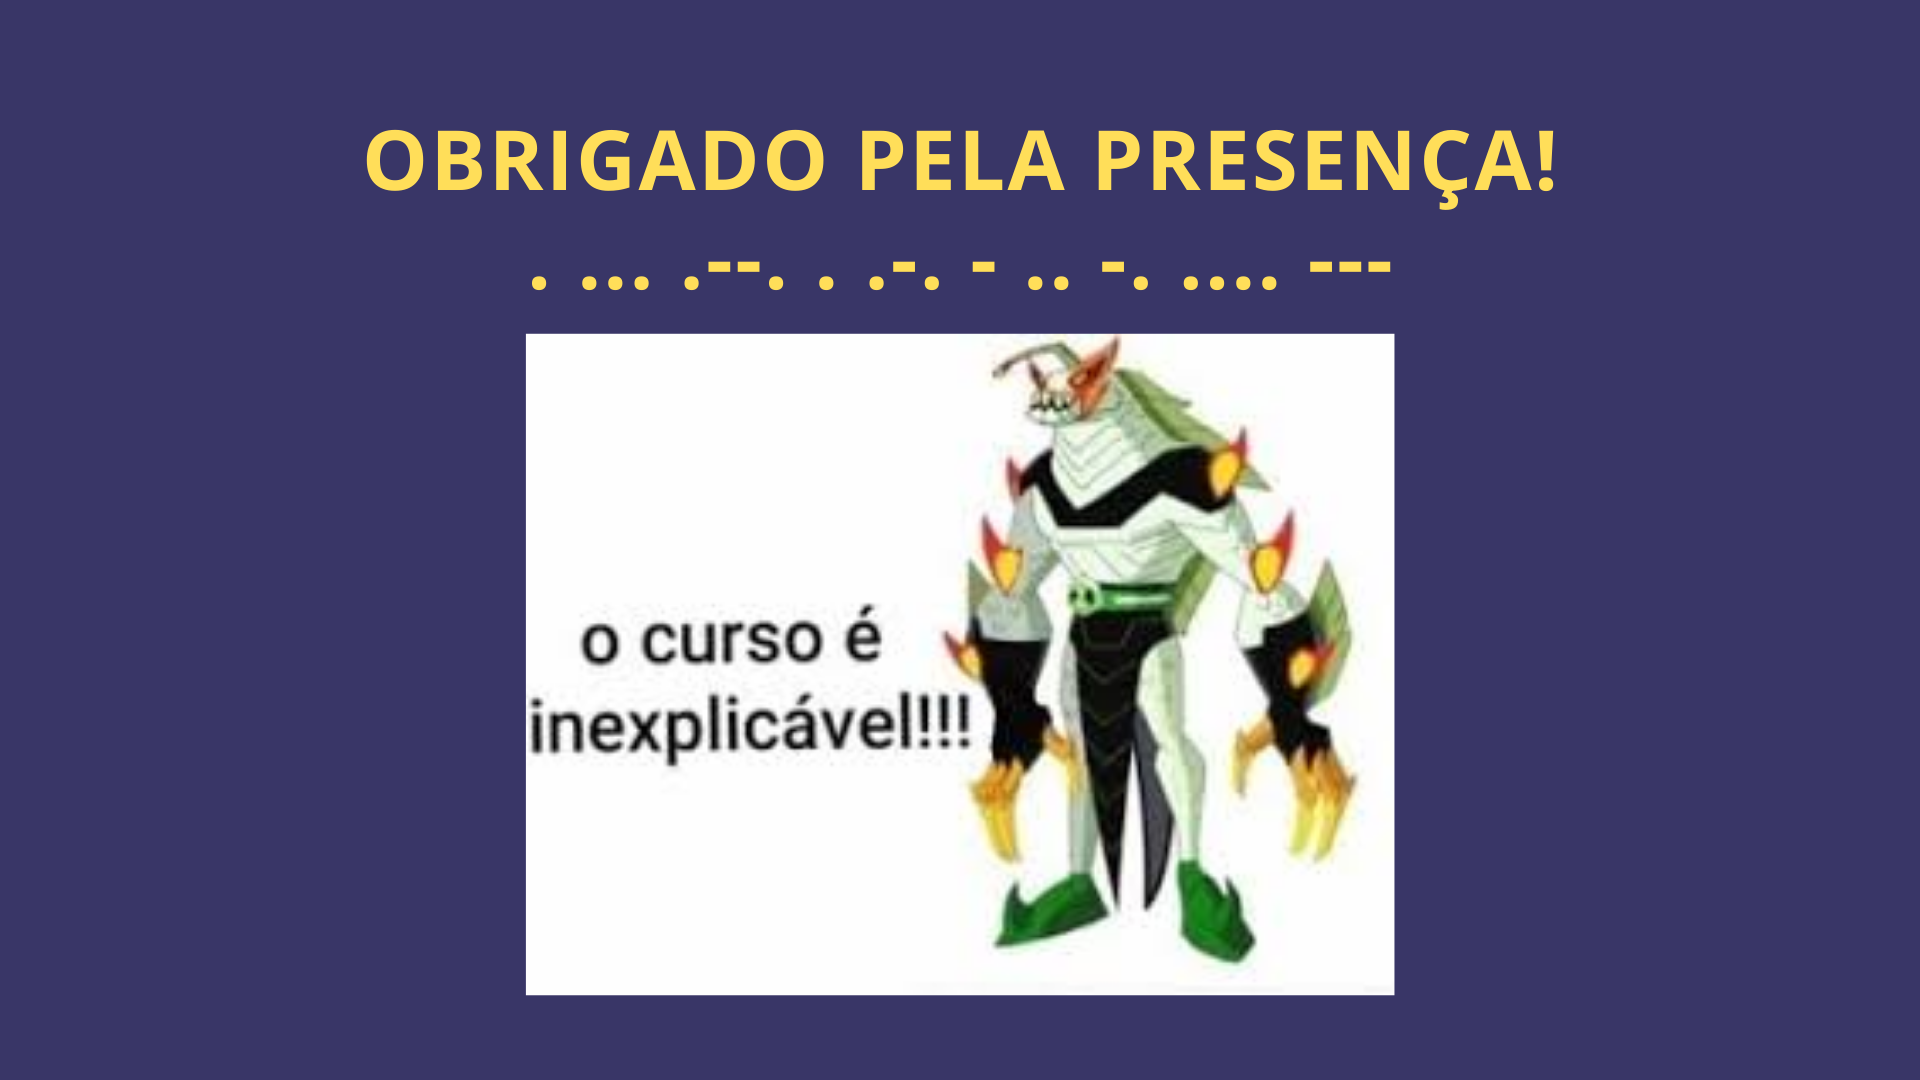 OBRIGADO PELA PRESENÇA!
. ... .--. . .-. - .. -. .... ---
o curso é
inexplicável!!!